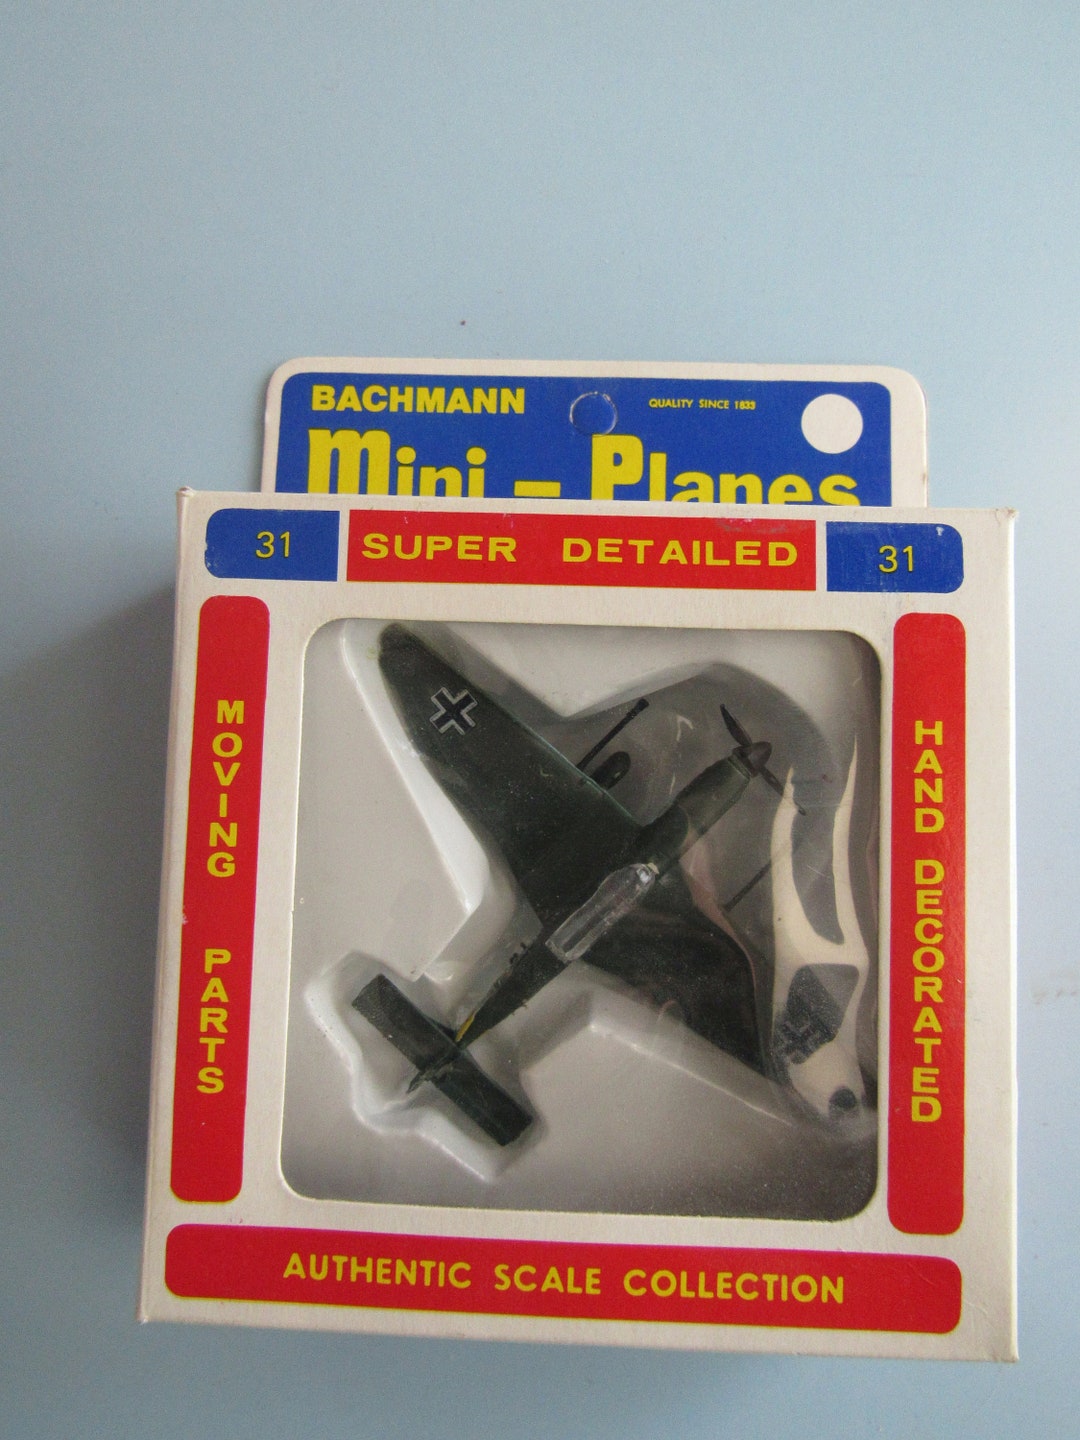 BACHMANN
QUALITY SINCE 1833
Mini - Planes
31
SUPER DETAILED
31
MOVING PARTS
HAND DECORATED
AUTHENTIC SCALE COLLECTION